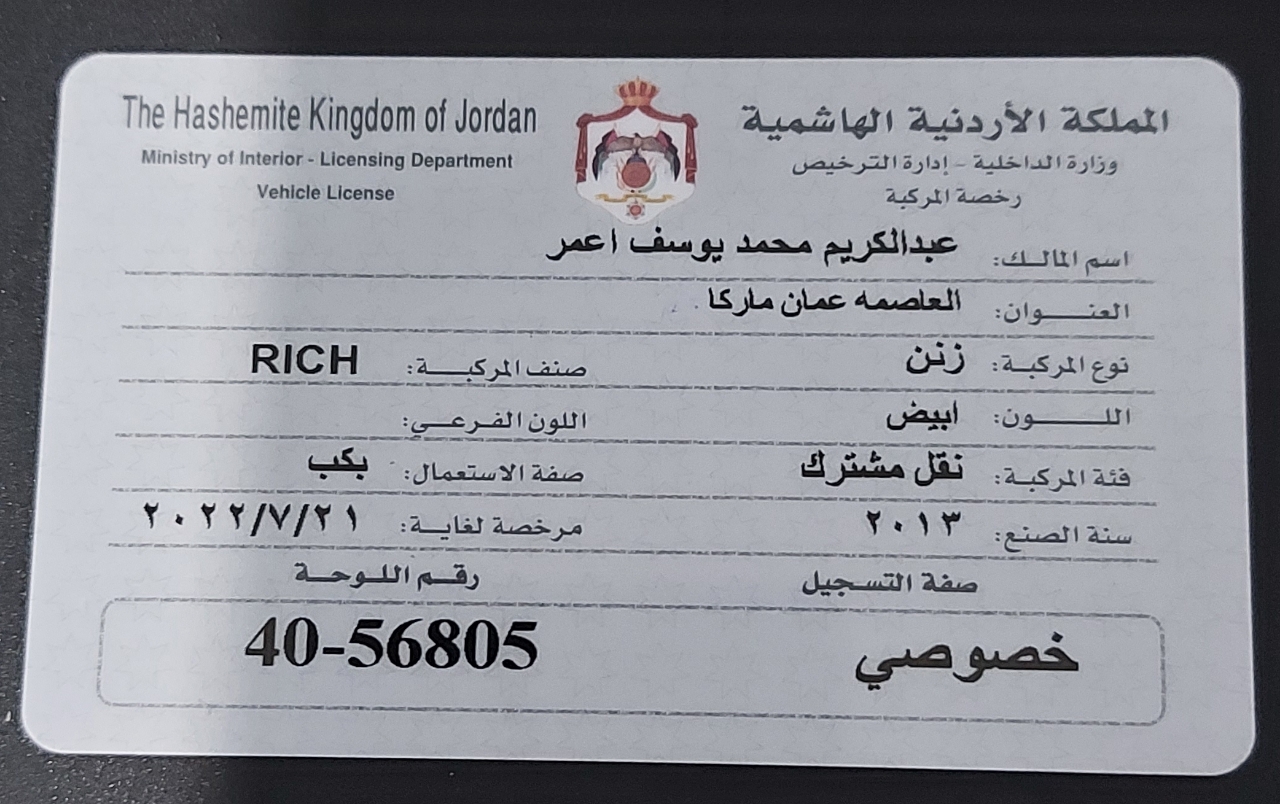 The Hashemite Kingdom of Jordan
Ministry of Interior - Licensing Department
Vehicle License
المملكة الأردنية الهاشمية
وزارة الداخلية - إدارة الترخيص
رخصة المركبة
اسم المالك: عبدالكريم محمد يوسف اعمر
العنوان: العاصمه عمان ماركا
نوع المركبة: زنن صنف المركبة: RICH
اللون: ابيض اللون الفرعي:
فئة المركبة: نقل مشترك صفة الاستعمال: بكب
سنة الصنع: ٢٠١٣ مرخصة لغاية: ٢٠٢٢/٧/٢١
صفة التسجيل رقم اللوحة
خصوصي 40-56805